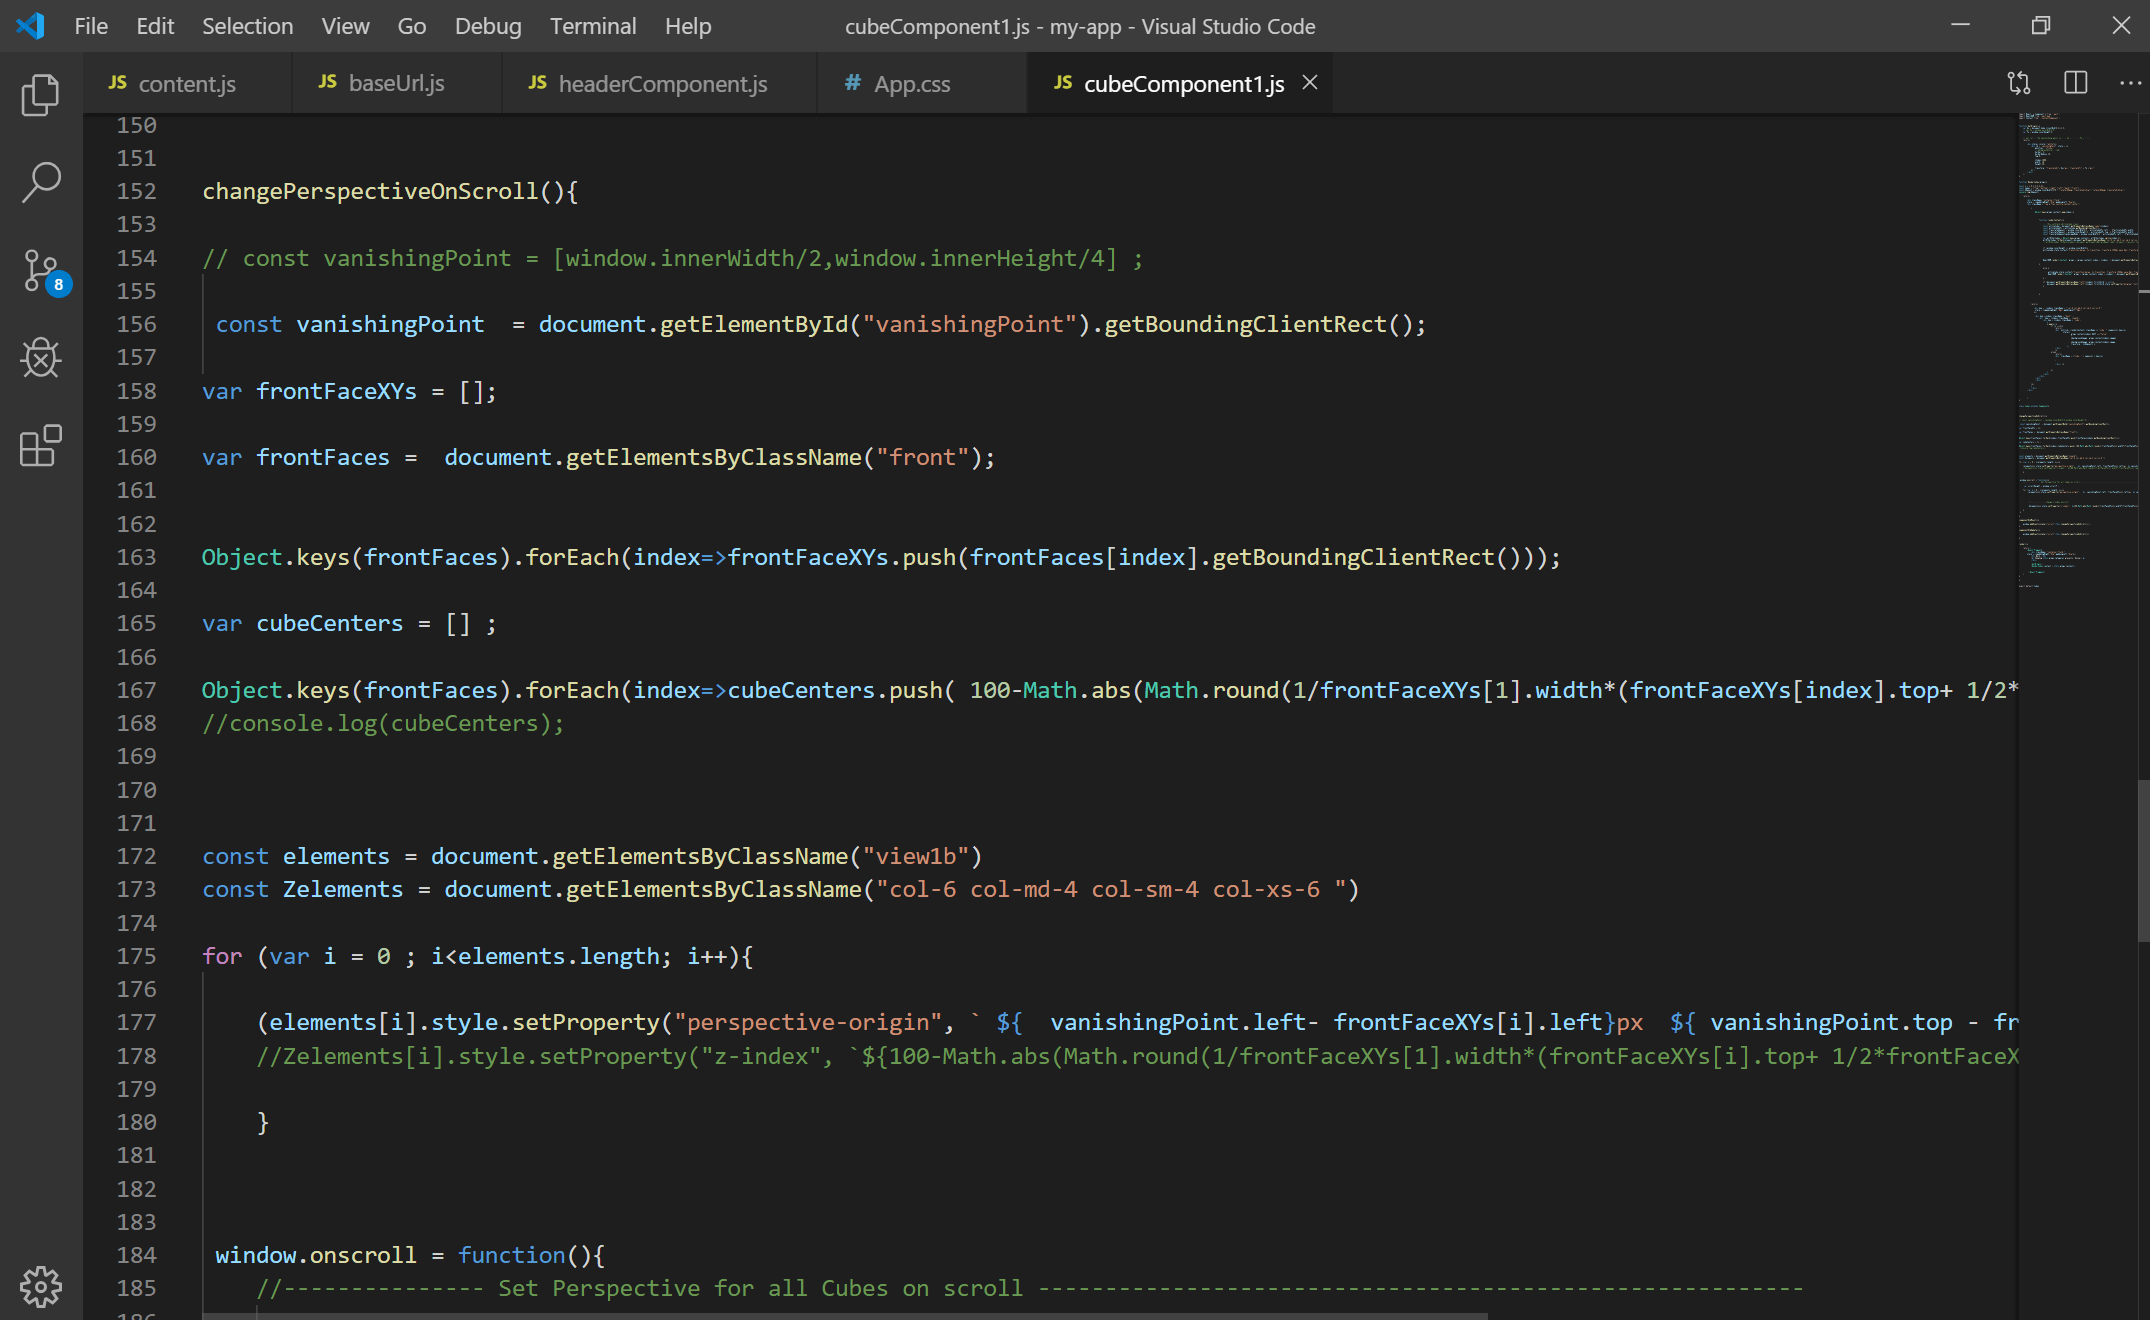 File Edit Selection View Go Debug Terminal Help
cubeComponent1.js - my-app - Visual Studio Code
JS content.js
JS baseUrl.js
JS headerComponent.js
# App.css
JS cubeComponent1.js
8
150
151
152 changePerspectiveOnScroll(){
153
154 // const vanishingPoint = [window.innerWidth/2,window.innerHeight/4] ;
155
156 const vanishingPoint  = document.getElementById("vanishingPoint").getBoundingClientRect();
157
158 var frontFaceXYs = [];
159
160 var frontFaces =  document.getElementsByClassName("front");
161
162
163 Object.keys(frontFaces).forEach(index=>frontFaceXYs.push(frontFaces[index].getBoundingClientRect()));
164
165 var cubeCenters = [] ;
166
167 Object.keys(frontFaces).forEach(index=>cubeCenters.push( 100-Math.abs(Math.round(1/frontFaceXYs[1].width*(frontFaceXYs[index].top+ 1/2*
168 //console.log(cubeCenters);
169
170
171
172 const elements = document.getElementsByClassName("view1b")
173 const Zelements = document.getElementsByClassName("col-6 col-md-4 col-sm-4 col-xs-6 ")
174
175 for (var i = 0 ; i<elements.length; i++){
176
177 (elements[i].style.setProperty("perspective-origin", ` ${  vanishingPoint.left- frontFaceXYs[i].left}px  ${ vanishingPoint.top - fr
178 //Zelements[i].style.setProperty("z-index", `${100-Math.abs(Math.round(1/frontFaceXYs[1].width*(frontFaceXYs[i].top+ 1/2*frontFaceX
179
180 }
181
182
183
184 window.onscroll = function(){
185 //--------------- Set Perspective for all Cubes on scroll ---------------------------------------------------------
186